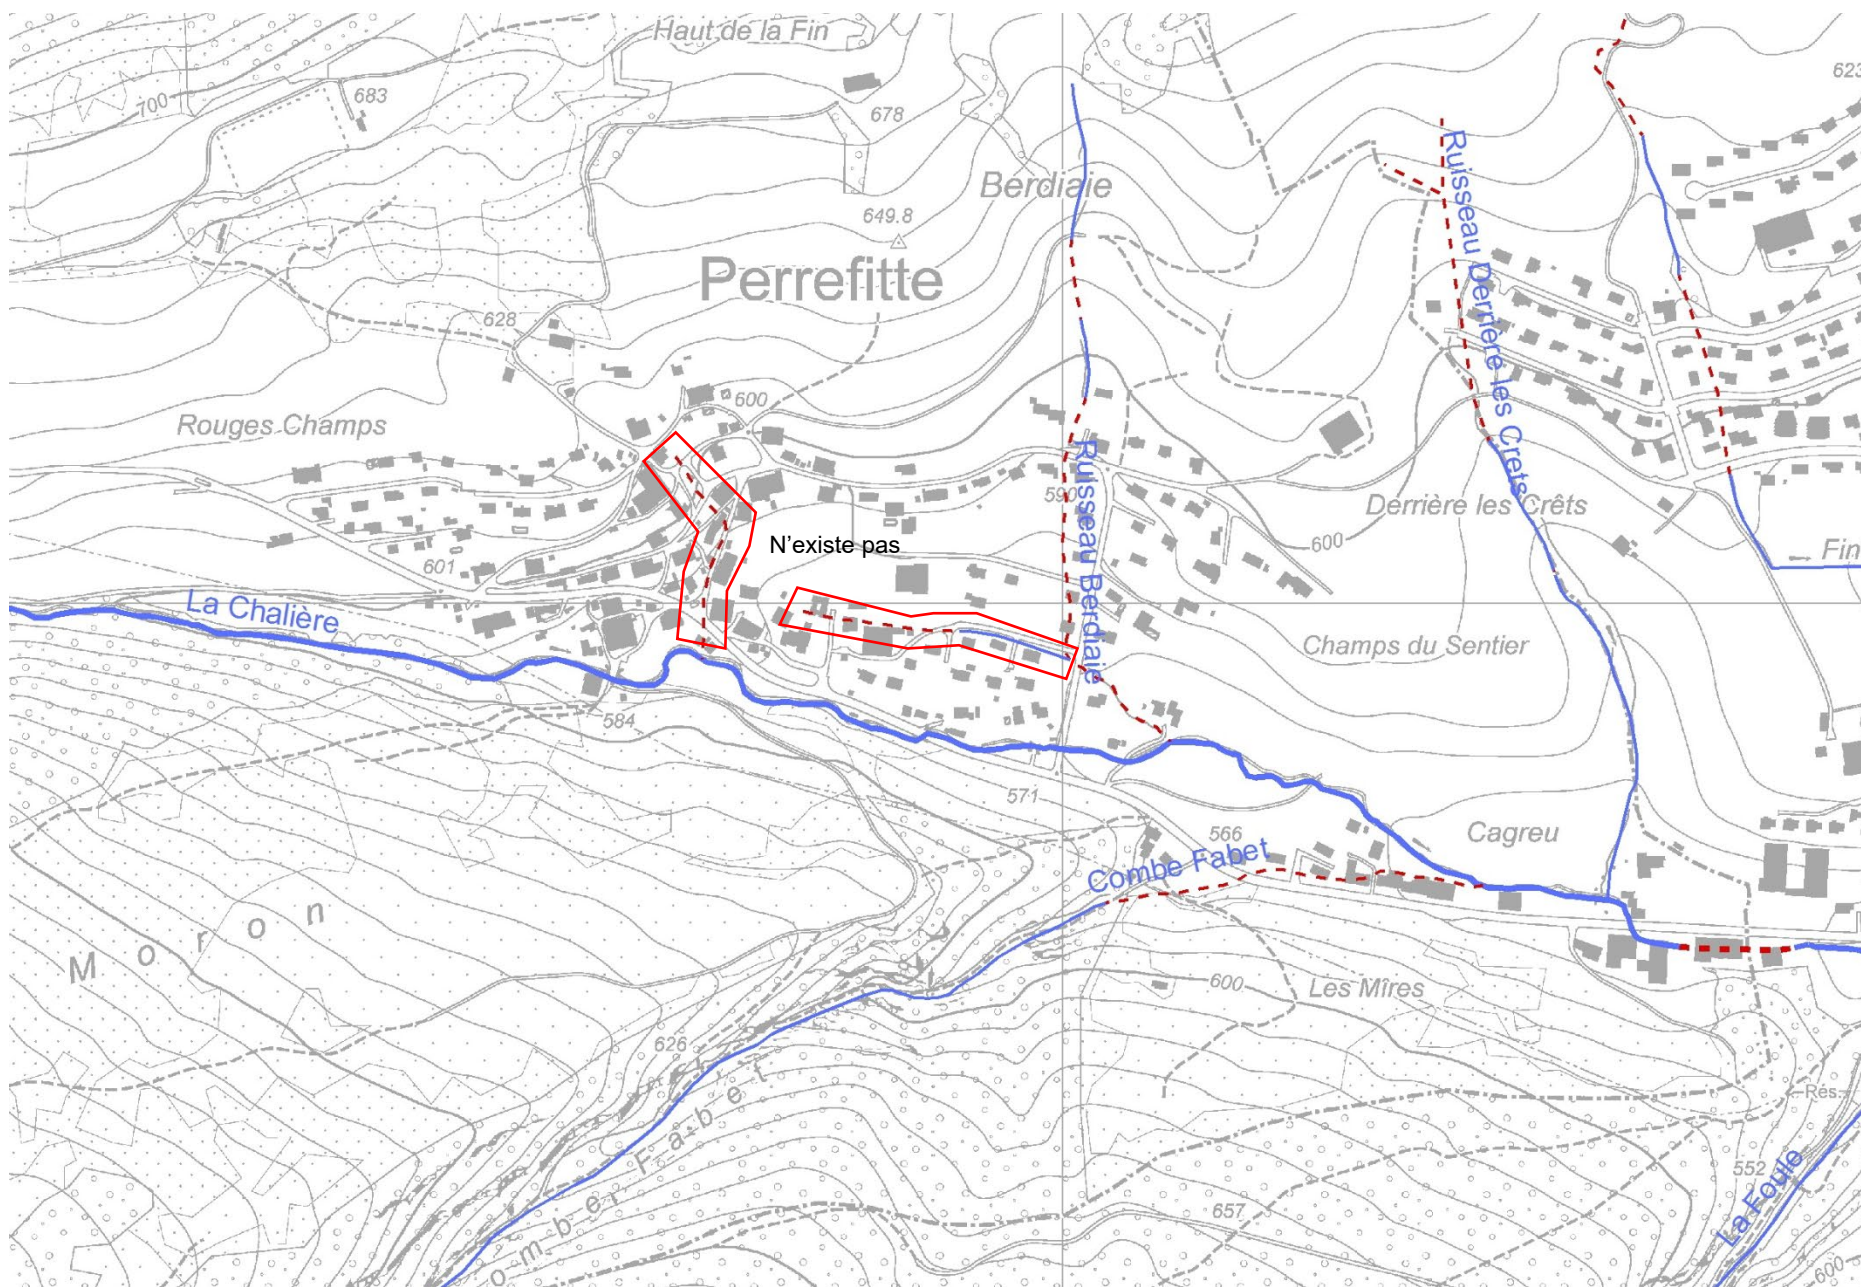 Haut de la Fin
623
700
683
678
Berdiaie
649.8
Perrefitte
628
Ruisseau Derrière les Crêts
600
Rouges Champs
Ruisseau Berdiaie
590
Derrière les Crêts
N'existe pas
600
Fin
601
La Chalière
Champs du Sentier
584
571
566
Cagreu
Combe Fabet
Moron
600
Les Mîres
626
Rés.
552
La Foule
657
Fabet
600